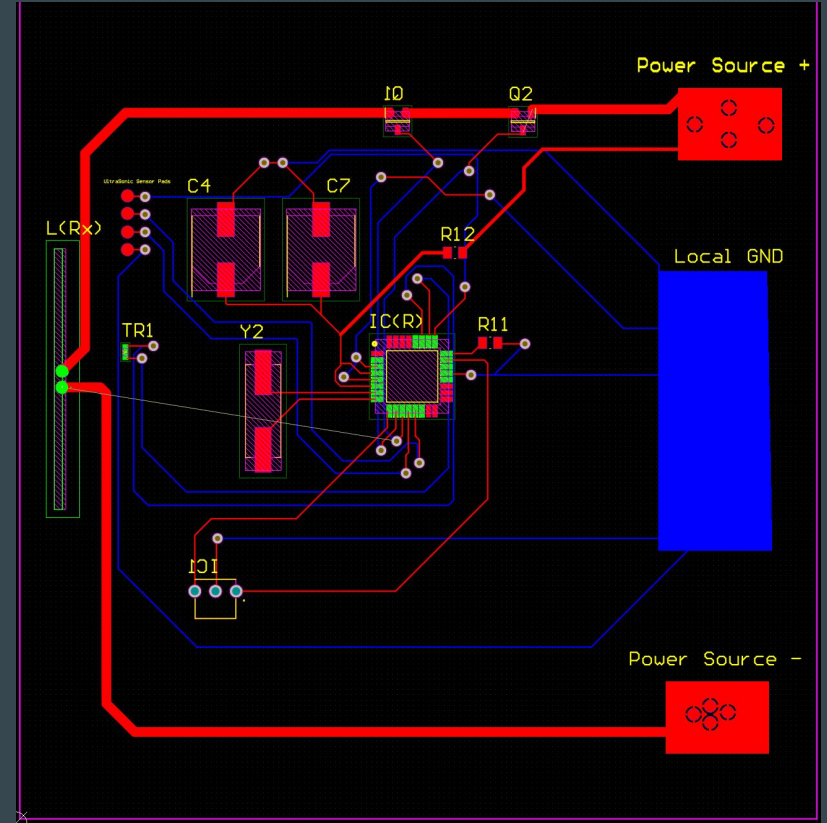 Power Source +
Q2
UltraSonic Sensor Pads
C4
C7
L(Rx)
R12
Local GND
TR1
Y2
IC(R)
R11
IC1
Power Source -